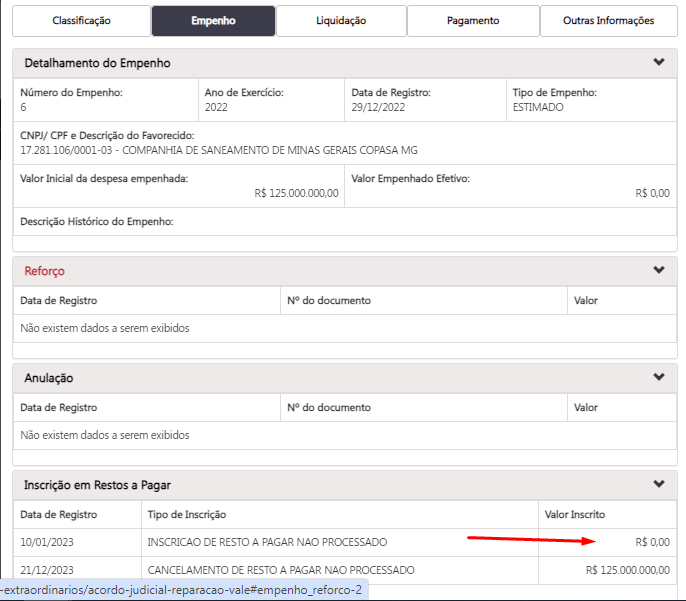 Classificação Empenho Liquidação Pagamento Outras Informações
Detalhamento do Empenho
Número do Empenho: Ano de Exercício: Data de Registro: Tipo de Empenho:
6 2022 29/12/2022 ESTIMADO
CNPJ/ CPF e Descrição do Favorecido:
17.281.106/0001-03 - COMPANHIA DE SANEAMENTO DE MINAS GERAIS COPASA MG
Valor Inicial da despesa empenhada: Valor Empenhado Efetivo:
R$ 125.000.000,00 R$ 0,00
Descrição Histórico do Empenho:
Reforço
Data de Registro Nº do documento Valor
Não existem dados a serem exibidos
Anulação
Data de Registro Nº do documento Valor
Não existem dados a serem exibidos
Inscrição em Restos a Pagar
Data de Registro Tipo de Inscrição Valor Inscrito
10/01/2023 INSCRICAO DE RESTO A PAGAR NAO PROCESSADO R$ 0,00
21/12/2023 CANCELAMENTO DE RESTO A PAGAR NAO PROCESSADO R$ 125.000.000,00
-extraordinarios/acordo-judicial-reparacao-vale#empenho_reforco-2